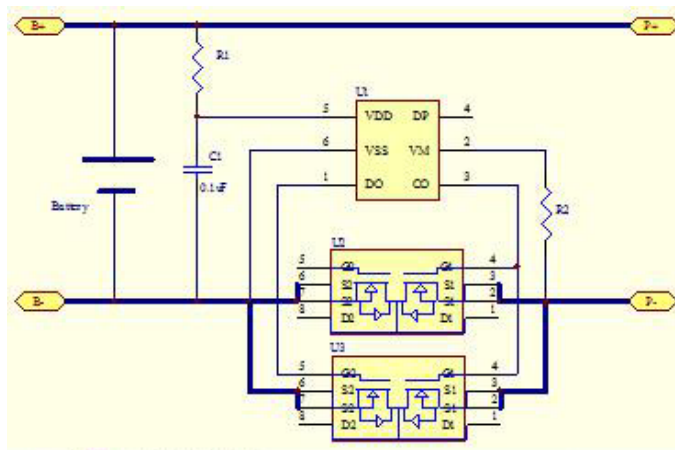 B+
P+
R1
U1
5 VDD DP 4
6 VSS VM 2
1 DO CO 3
C1
0.1uF
Battery
R2
U2
5 G2 G1 4
6 S2 S1 3
7 S2 S1 2
8 D2 D1 1
B-
P-
U3
5 G2 G1 4
6 S2 S1 3
7 S2 S1 2
8 D2 D1 1